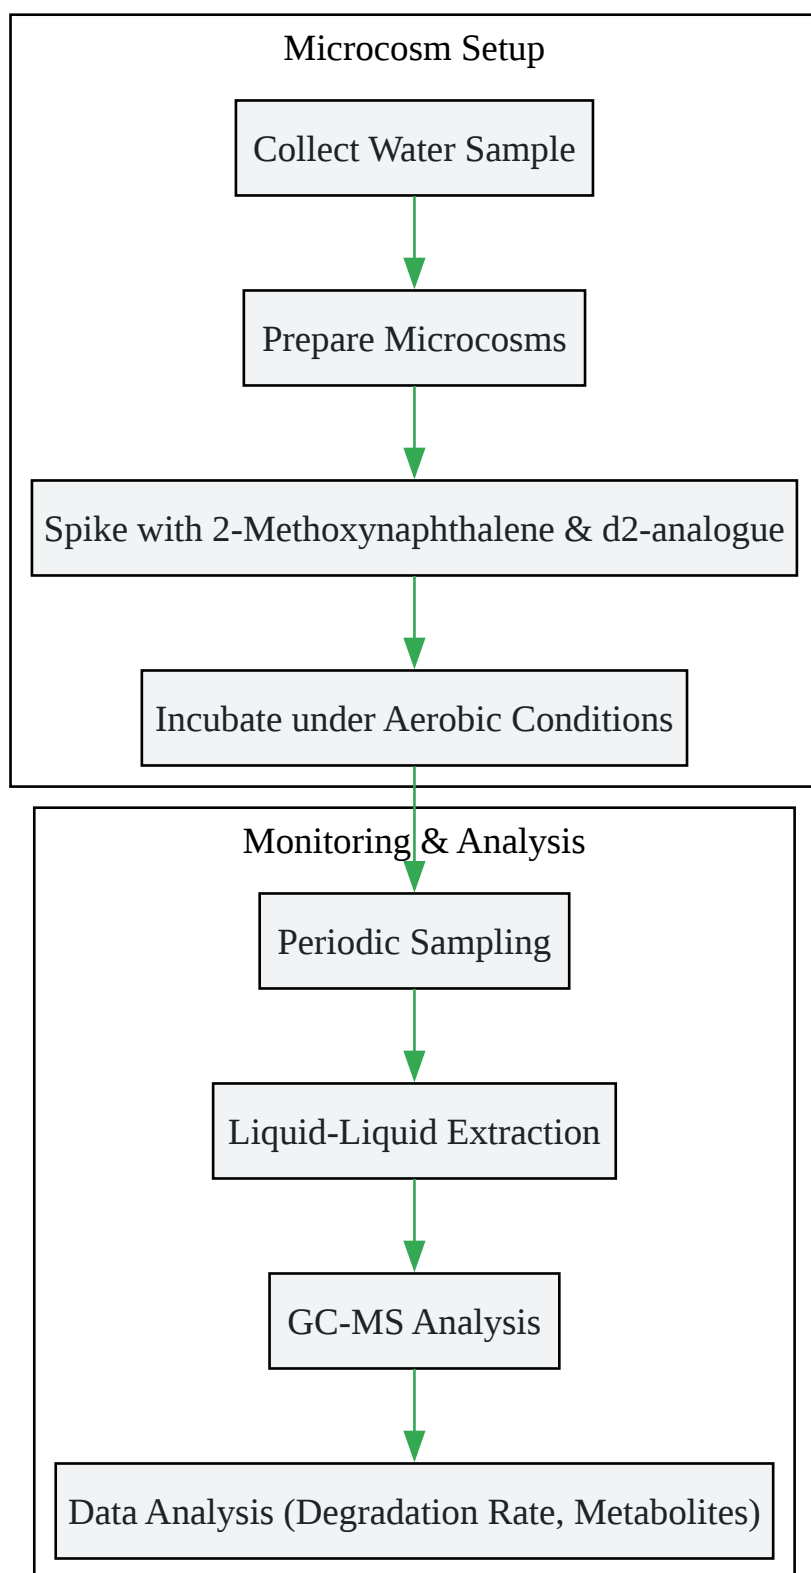 Microcosm Setup
Collect Water Sample
Prepare Microcosms
Spike with 2-Methoxynaphthalene & d2-analogue
Incubate under Aerobic Conditions
Monitoring & Analysis
Periodic Sampling
Liquid-Liquid Extraction
GC-MS Analysis
Data Analysis (Degradation Rate, Metabolites)